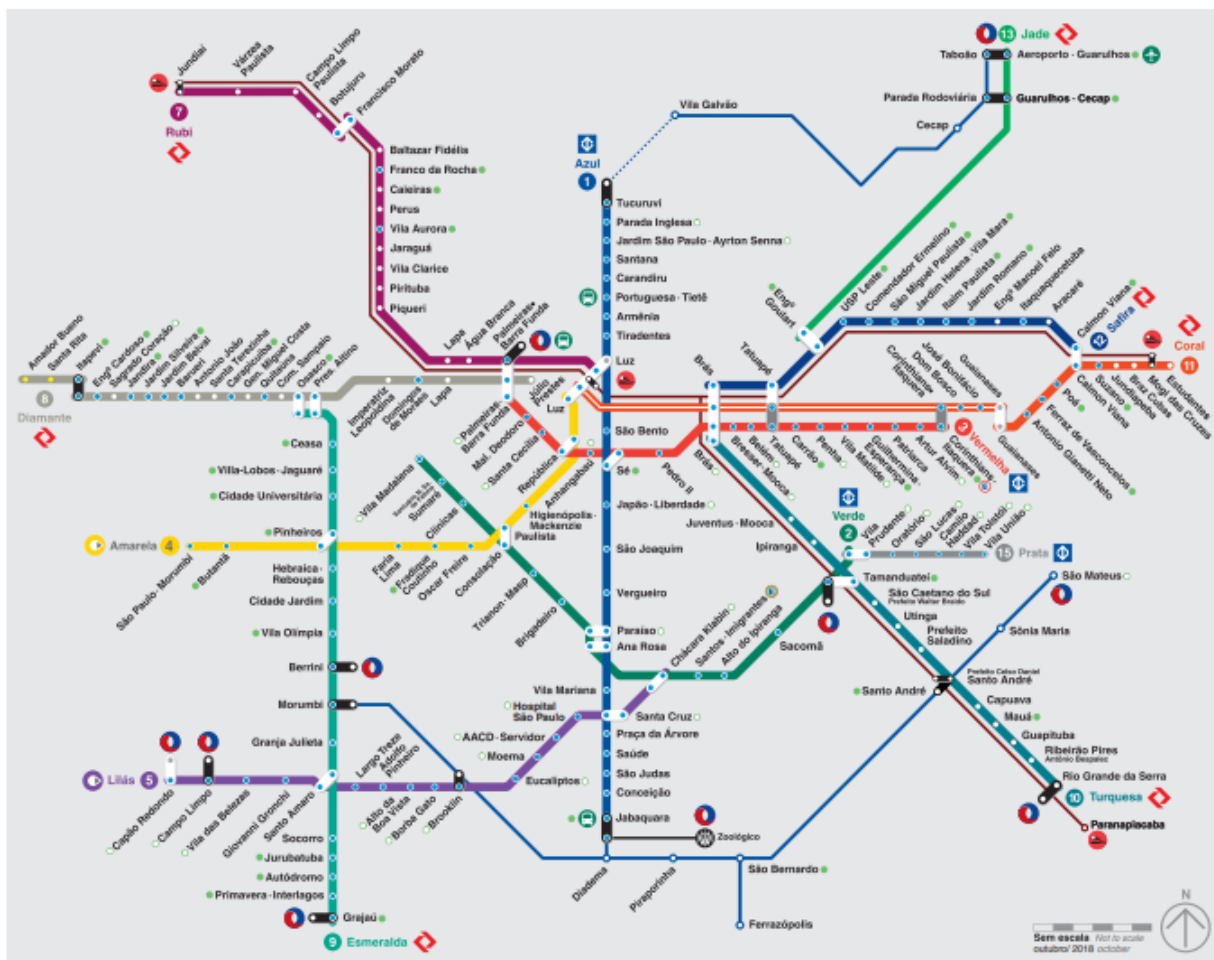 Jundiaí
Várzea
Paulista
Campo Limpo
Paulista
Botujuru
Francisco Morato
7
Rubi
Baltazar Fidélis
Franco da Rocha
Caieiras
Perus
Vila Aurora
Jaraguá
Vila Clarice
Pirituba
Piqueri
Lapa
Água Branca
Palmeiras-
Barra Funda
Azul
1
Vila Galvão
Tucuruvi
Parada Inglesa
Jardim São Paulo - Ayrton Senna
Santana
Carandiru
Portuguesa - Tietê
Armênia
Tiradentes
Luz
13 Jade
Taboão
Aeroporto - Guarulhos
Parada Rodoviária
Guarulhos - Cecap
Cecap
Engº
Goulart
USP Leste
Comendador Ermelino
São Miguel Paulista
Jardim Helena - Vila Mara
Itaim Paulista
Jardim Romano
Engº Manoel Feio
Itaquaquecetuba
Aracaré
Calmon Viana
12 Safira
Coral
11
Amador Bueno
Santa Rita
Itapevi
Engº Cardoso
Sagrado Coração
Jandira
Jardim Silveira
Jardim Belval
Barueri
Antonio João
Santa Terezinha
Carapicuíba
Gen. Miguel Costa
Quitaúna
Com. Sampaio
Osasco
Pres. Altino
8
Diamante
Imperatriz
Leopoldina
Domingos
de Moraes
Lapa
Palmeiras-
Barra Funda
Júlio
Prestes
Luz
Mal. Deodoro
Santa Cecília
República
Anhangabaú
São Bento
Sé
Pedro II
Brás
Tatuapé
Brás
Bresser - Mooca
Belém
Tatuapé
Carrão
Penha
Vila Matilde
Guilhermina-
Esperança
Patriarca
Artur Alvim
Corinthians-
Itaquera
3 Vermelha
Corinthians-
Itaquera
Dom Bosco
José Bonifácio
Guaianases
Guaianases
Antonio Gianetti Neto
Ferraz de Vasconcelos
Poá
Calmon Viana
Suzano
Jundiapeba
Braz Cubas
Mogi das Cruzes
Estudantes
Ceasa
Villa-Lobos - Jaguaré
Cidade Universitária
Pinheiros
Hebraica-
Rebouças
Cidade Jardim
Vila Olímpia
Berrini
Morumbi
Granja Julieta
Santo Amaro
Socorro
Jurubatuba
Autódromo
Primavera - Interlagos
Grajaú
9 Esmeralda
Amarela 4
São Paulo - Morumbi
Butantã
Faria
Lima
Fradique
Coutinho
Oscar Freire
Higienópolis-
Mackenzie
Paulista
Vila Madalena
Sumaré
Clínicas
Consolação
Trianon - Masp
Brigadeiro
Paraíso
Ana Rosa
Japão - Liberdade
São Joaquim
Vergueiro
Vila Mariana
Santa Cruz
Praça da Árvore
Saúde
São Judas
Conceição
Jabaquara
Zoológico
Chácara Klabin
Santos - Imigrantes
Alto do Ipiranga
Sacomã
Tamanduateí
Verde
2
Vila
Prudente
Oratório
São Lucas
Camilo
Haddad
Vila Tolstói
Vila União
15 Prata
São Mateus
Sônia Maria
Juventus - Mooca
Ipiranga
São Caetano do Sul
Prefeito Walter Braido
Utinga
Prefeito
Saladino
Prefeito Celso Daniel
Santo André
Santo André
Capuava
Mauá
Guapituba
Ribeirão Pires
Rio Grande da Serra
10 Turquesa
Paranapiacaba
Lilás 5
Capão Redondo
Campo Limpo
Vila das Belezas
Giovanni Gronchi
Largo Treze
Adolfo
Pinheiro
Alto da
Boa Vista
Borba Gato
Brooklin
Eucaliptos
Moema
AACD - Servidor
Hospital
São Paulo
Diadema
Piraporinha
São Bernardo
Ferrazópolis
N
Sem escala Not to scale
outubro/ 2018 october